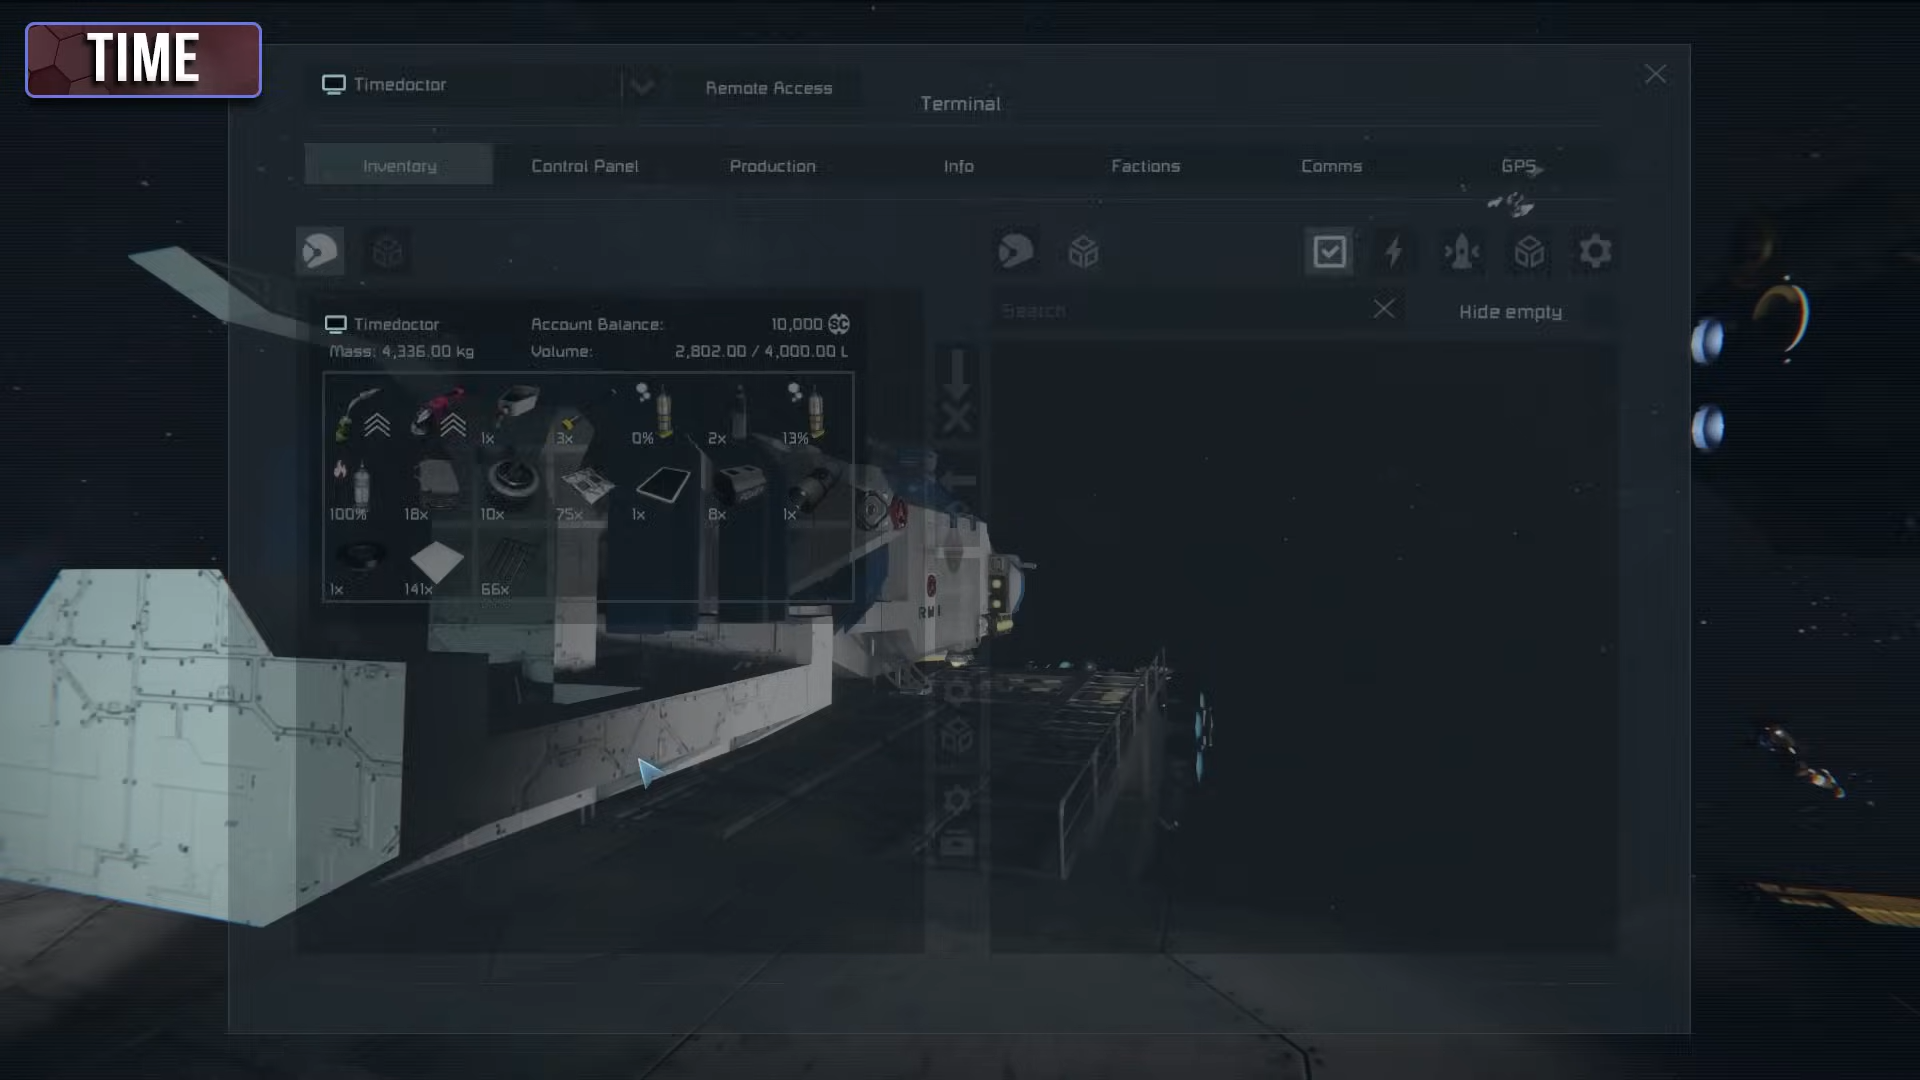 TIME
Timedoctor
Remote Access
Terminal
Inventory
Control Panel
Production
Info
Factions
Comms
GPS
Search
Hide empty
Timedoctor
Account Balance:
10,000 SC
Mass: 4,336.00 kg
Volume:
2,802.00 / 4,000.00 L
1x
3x
0%
2x
13%
100%
18x
10x
75x
1x
8x
1x
1x
141x
66x